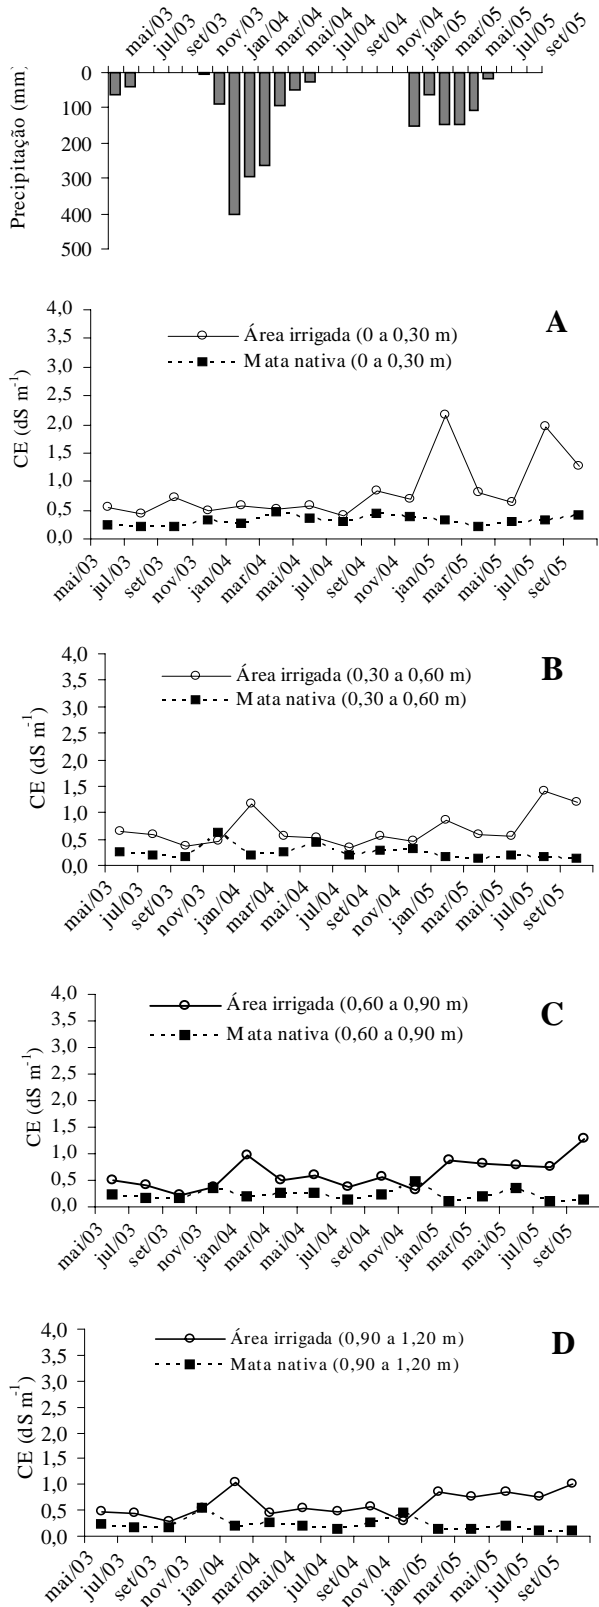 mai/03 jul/03 set/03 nov/03 jan/04 mar/04 mai/04 jul/04 set/04 nov/04 jan/05 mar/05 mai/05 jul/05 set/05
Precipitação (mm)
0
100
200
300
400
500
A
Área irrigada (0 a 0,30 m)
Mata nativa (0 a 0,30 m)
CE (dS m-1)
4,0
3,5
3,0
2,5
2,0
1,5
1,0
0,5
0,0
mai/03 jul/03 set/03 nov/03 jan/04 mar/04 mai/04 jul/04 set/04 nov/04 jan/05 mar/05 mai/05 jul/05 set/05
B
Área irrigada (0,30 a 0,60 m)
Mata nativa (0,30 a 0,60 m)
CE (dS m-1)
4,0
3,5
3,0
2,5
2,0
1,5
1,0
0,5
0,0
mai/03 jul/03 set/03 nov/03 jan/04 mar/04 mai/04 jul/04 set/04 nov/04 jan/05 mar/05 mai/05 jul/05 set/05
C
Área irrigada (0,60 a 0,90 m)
Mata nativa (0,60 a 0,90 m)
CE (dS m-1)
4,0
3,5
3,0
2,5
2,0
1,5
1,0
0,5
0,0
mai/03 jul/03 set/03 nov/03 jan/04 mar/04 mai/04 jul/04 set/04 nov/04 jan/05 mar/05 mai/05 jul/05 set/05
D
Área irrigada (0,90 a 1,20 m)
Mata nativa (0,90 a 1,20 m)
CE (dS m-1)
4,0
3,5
3,0
2,5
2,0
1,5
1,0
0,5
0,0
mai/03 jul/03 set/03 nov/03 jan/04 mar/04 mai/04 jul/04 set/04 nov/04 jan/05 mar/05 mai/05 jul/05 set/05